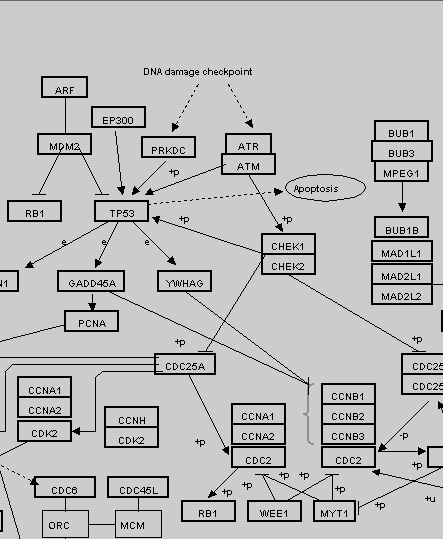 DNA damage checkpoint
ARF
EP300
BUB1
MDM2
PRKDC
ATR
BUB3
ATM
MPEG1
+p
Apoptosis
RB1
TP53
+p
+p
BUB1B
e
e
e
CHEK1
MAD1L1
CHEK2
N1
GADD45A
YWHAG
MAD2L1
MAD2L2
PCNA
+p
+p
CDC25A
CDC25
CDC25
CCNA1
CCNA2
CDK2
CCNH
CDK2
CCNA1
CCNA2
CDC2
CCNB1
CCNB2
CCNB3
CDC2
+p
-p
+p
+p
+p
+p
+p
CDC6
CDC45L
+p
+p
+u
ORC
MCM
RB1
WEE1
MYT1